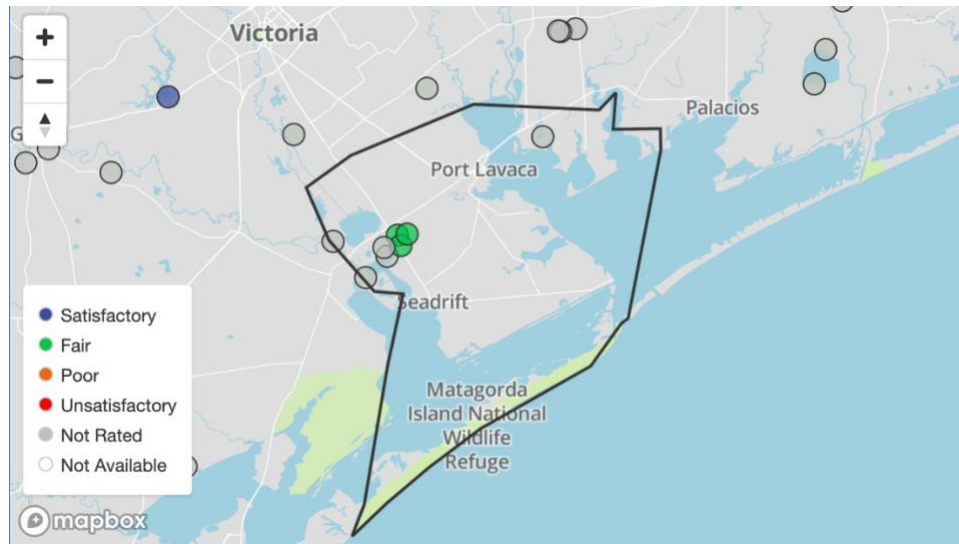 Victoria
+
−
G
Palacios
Port Lavaca
Seadrift
Satisfactory
Fair
Poor
Unsatisfactory
Not Rated
Not Available
Matagorda
Island National
Wildlife
Refuge
mapbox